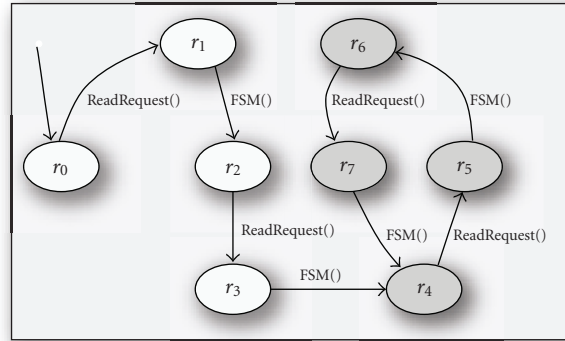 r1
r6
ReadRequest()
FSM()
ReadRequest()
FSM()
r0
r2
r7
r5
ReadRequest()
FSM()
ReadRequest()
r3
FSM()
r4